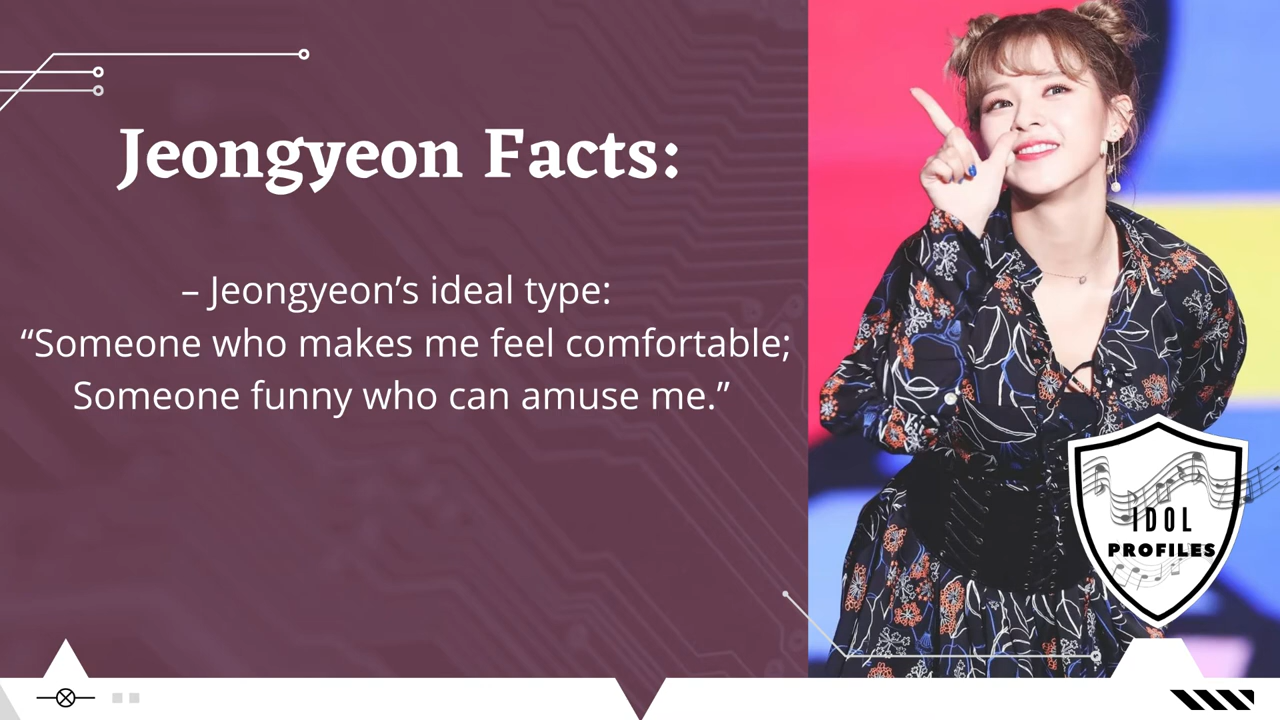 Jeongyeon Facts:
– Jeongyeon’s ideal type:
“Someone who makes me feel comfortable;
Someone funny who can amuse me.”
IDOL
PROFILES